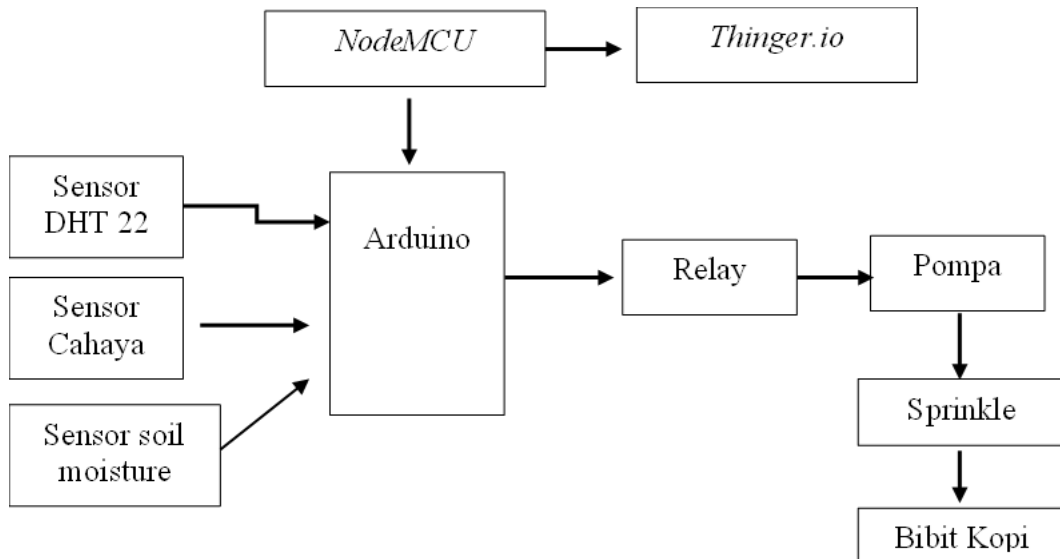 NodeMCU
Thinger.io
Sensor
DHT 22
Arduino
Relay
Pompa
Sensor
Cahaya
Sprinkle
Sensor soil
moisture
Bibit Kopi